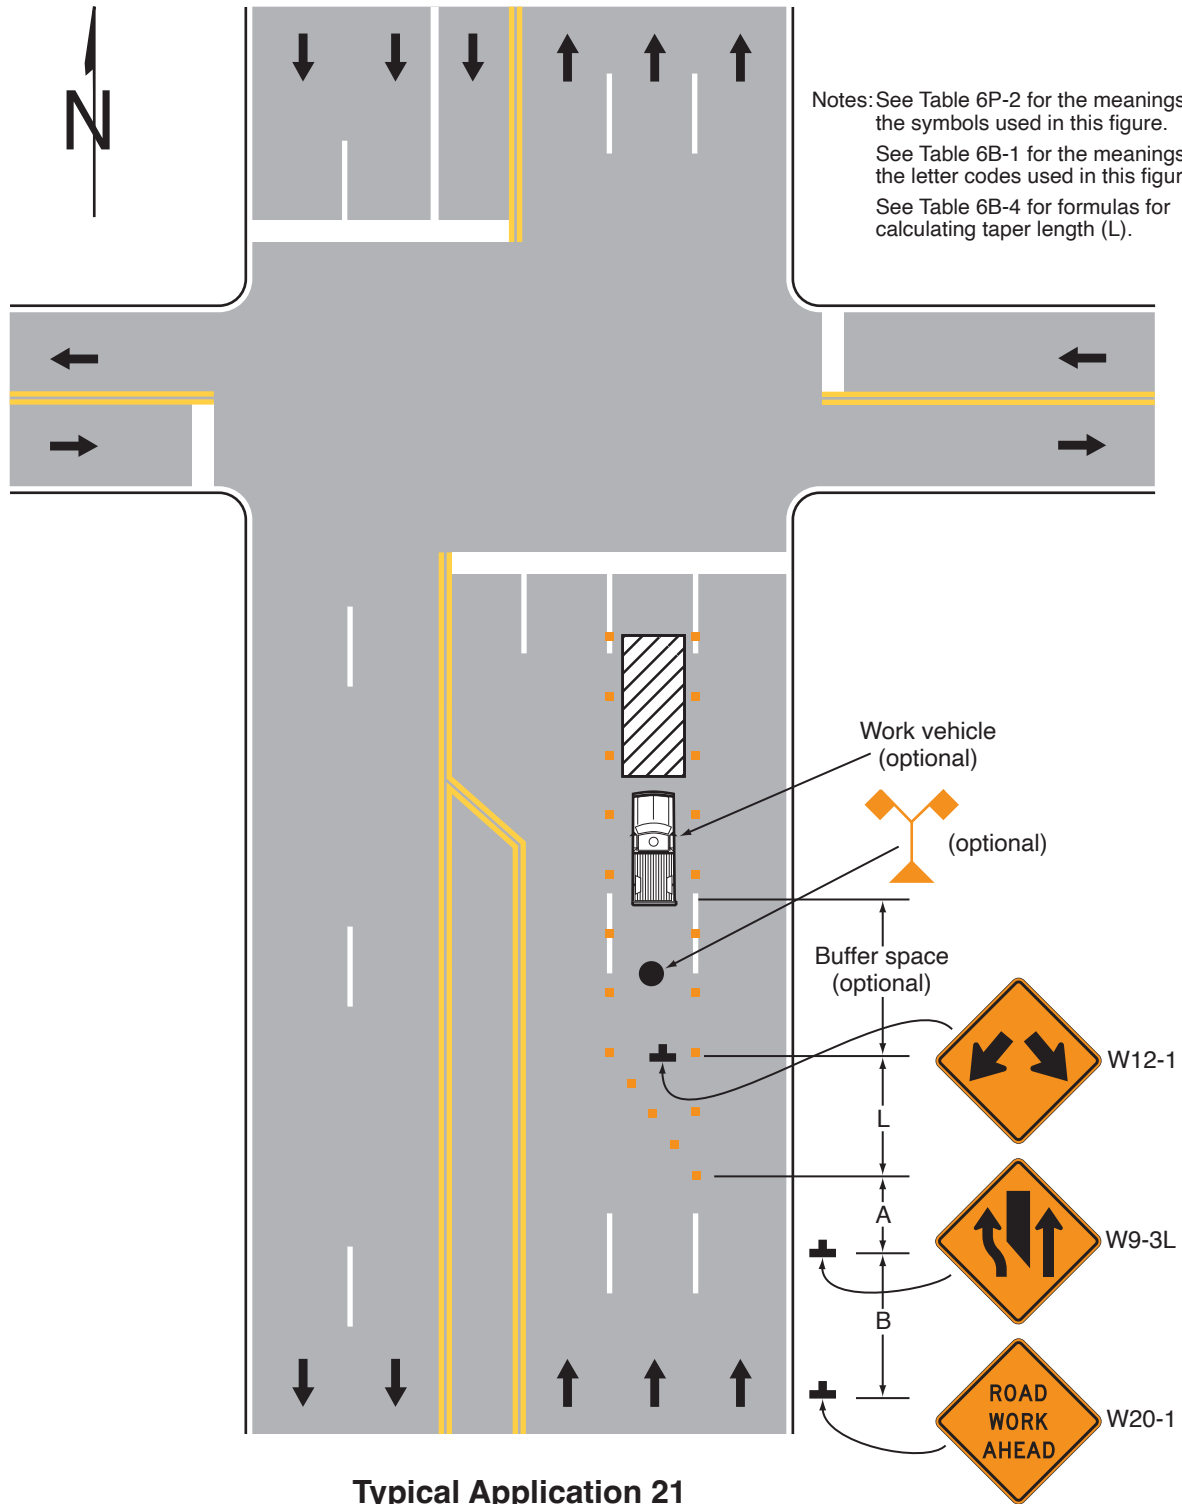 N
Notes: See Table 6P-2 for the meanings
the symbols used in this figure.
See Table 6B-1 for the meanings
the letter codes used in this figur
See Table 6B-4 for formulas for
calculating taper length (L).
Work vehicle
(optional)
(optional)
Buffer space
(optional)
W12-1
L
A
W9-3L
B
ROAD
WORK
AHEAD
W20-1
Typical Application 21